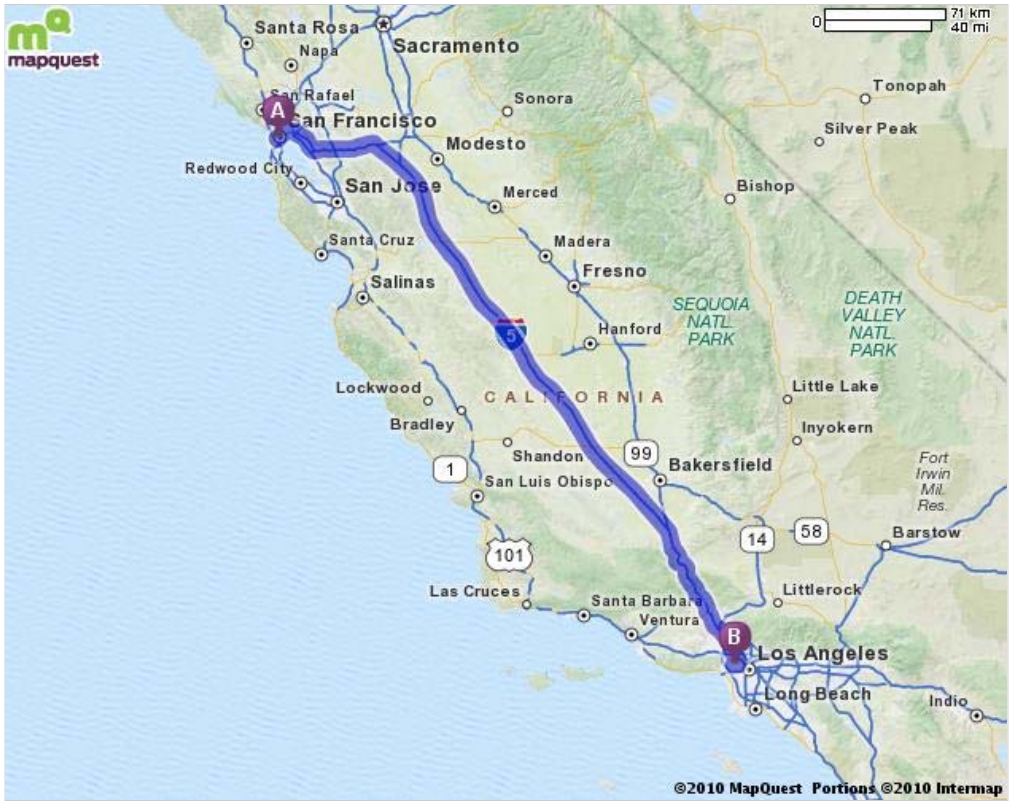 mapquest
0
71 km
40 mi
Santa Rosa
Sacramento
Napa
San Rafael
A
San Francisco
Sonora
Tonopah
Silver Peak
Modesto
Redwood City
San Jose
Merced
Bishop
Santa Cruz
Madera
Salinas
Fresno
SEQUOIA
NATL.
PARK
DEATH
VALLEY
NATL.
PARK
5
Hanford
Lockwood
CALIFORNIA
Little Lake
Bradley
Inyokern
Shandon
99
1
Bakersfield
Fort
Irwin
Mil.
Res.
San Luis Obispo
101
14
58
Barstow
Las Cruces
Santa Barbara
Littlerock
Ventura
B
Los Angeles
Long Beach
Indio
©2010 MapQuest Portions ©2010 Intermap